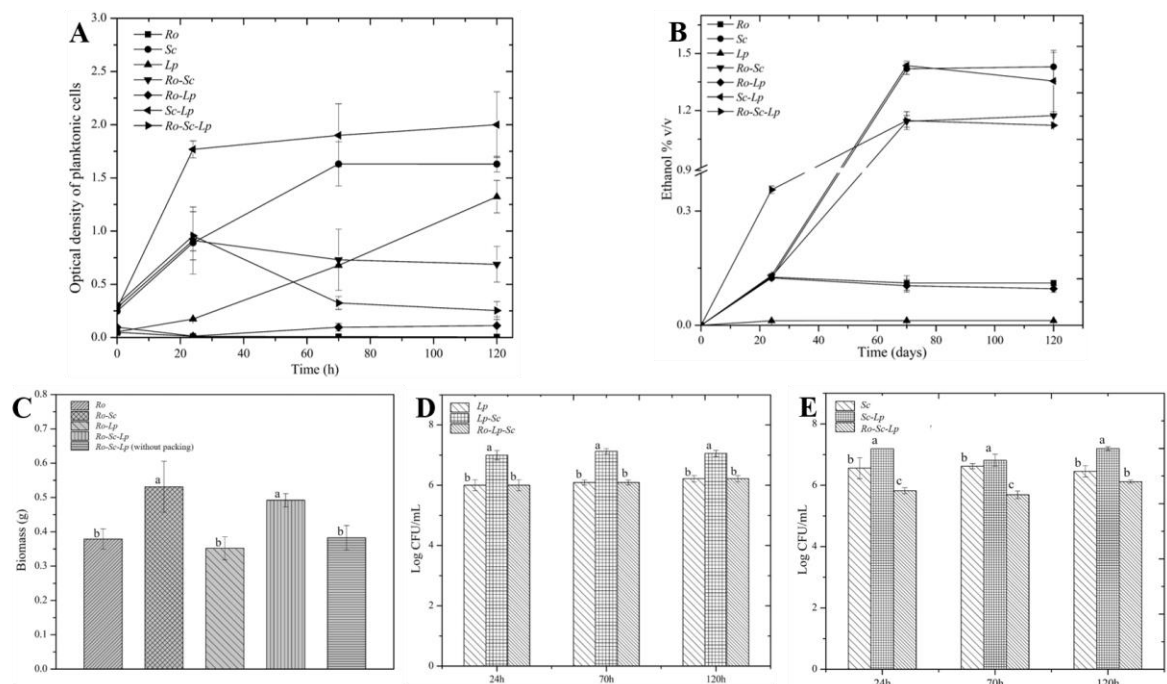 A
Ro
Sc
Lp
Ro-Sc
Ro-Lp
Sc-Lp
Ro-Sc-Lp
3.0
2.5
2.0
1.5
1.0
0.5
0.0
Optical density of planktonic cells
0 20 40 60 80 100 120
Time (h)
B
Ro
Sc
Lp
Ro-Sc
Ro-Lp
Sc-Lp
Ro-Sc-Lp
1.5
1.2
0.9
0.3
0.0
Ethanol % v/v
0 20 40 60 80 100 120
Time (days)
C
Ro
Ro-Sc
Ro-Lp
Ro-Sc-Lp
Ro-Sc-Lp (without packing)
0.8
0.7
0.6
0.5
0.4
0.3
0.2
0.1
0.0
Biomass (g)
b a b a b
D
Lp
Lp-Sc
Ro-Lp-Sc
8
6
4
2
0
Log CFU/mL
b a b b a b b a b
24h 70h 120h
E
Sc
Sc-Lp
Ro-Sc-Lp
8
6
4
2
0
Log CFU/mL
b a c b a c b a b
24h 70h 120h